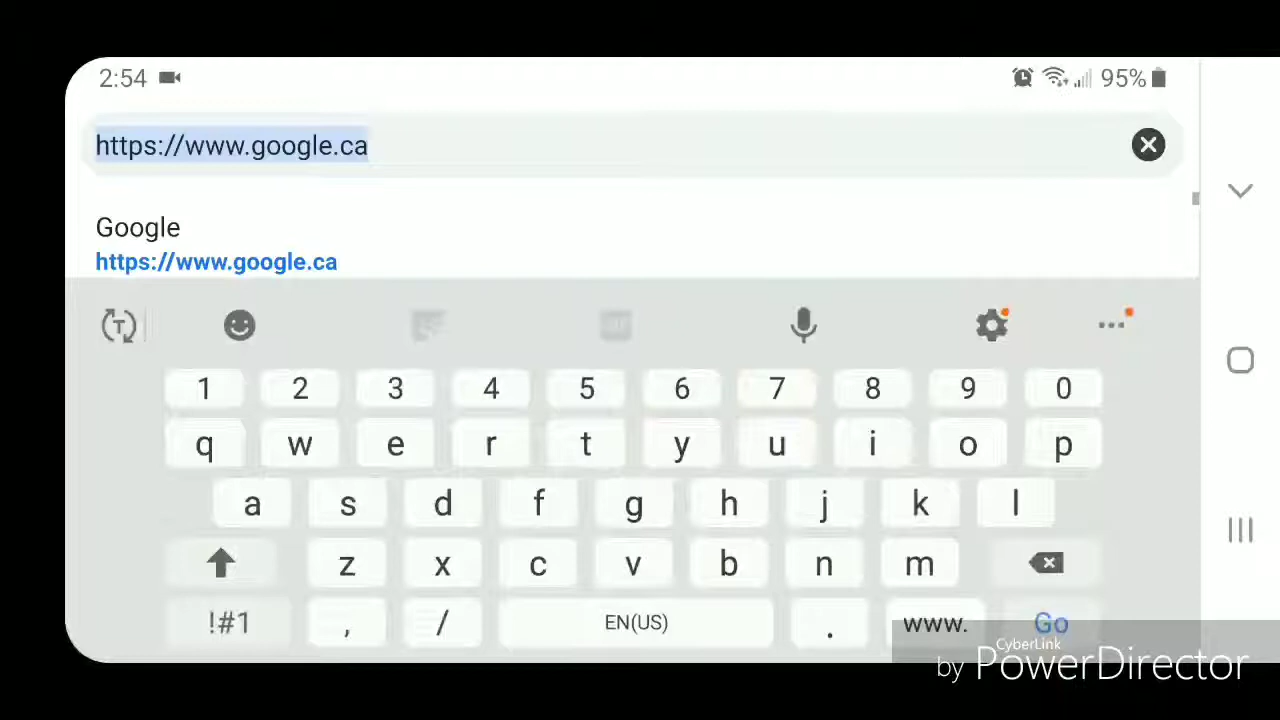 2:54 95%
https://www.google.ca
Google
https://www.google.ca
1 2 3 4 5 6 7 8 9 0
q w e r t y u i o p
a s d f g h j k l
z x c v b n m
!#1 , / EN(US) . www. Go
CyberLink
by PowerDirector